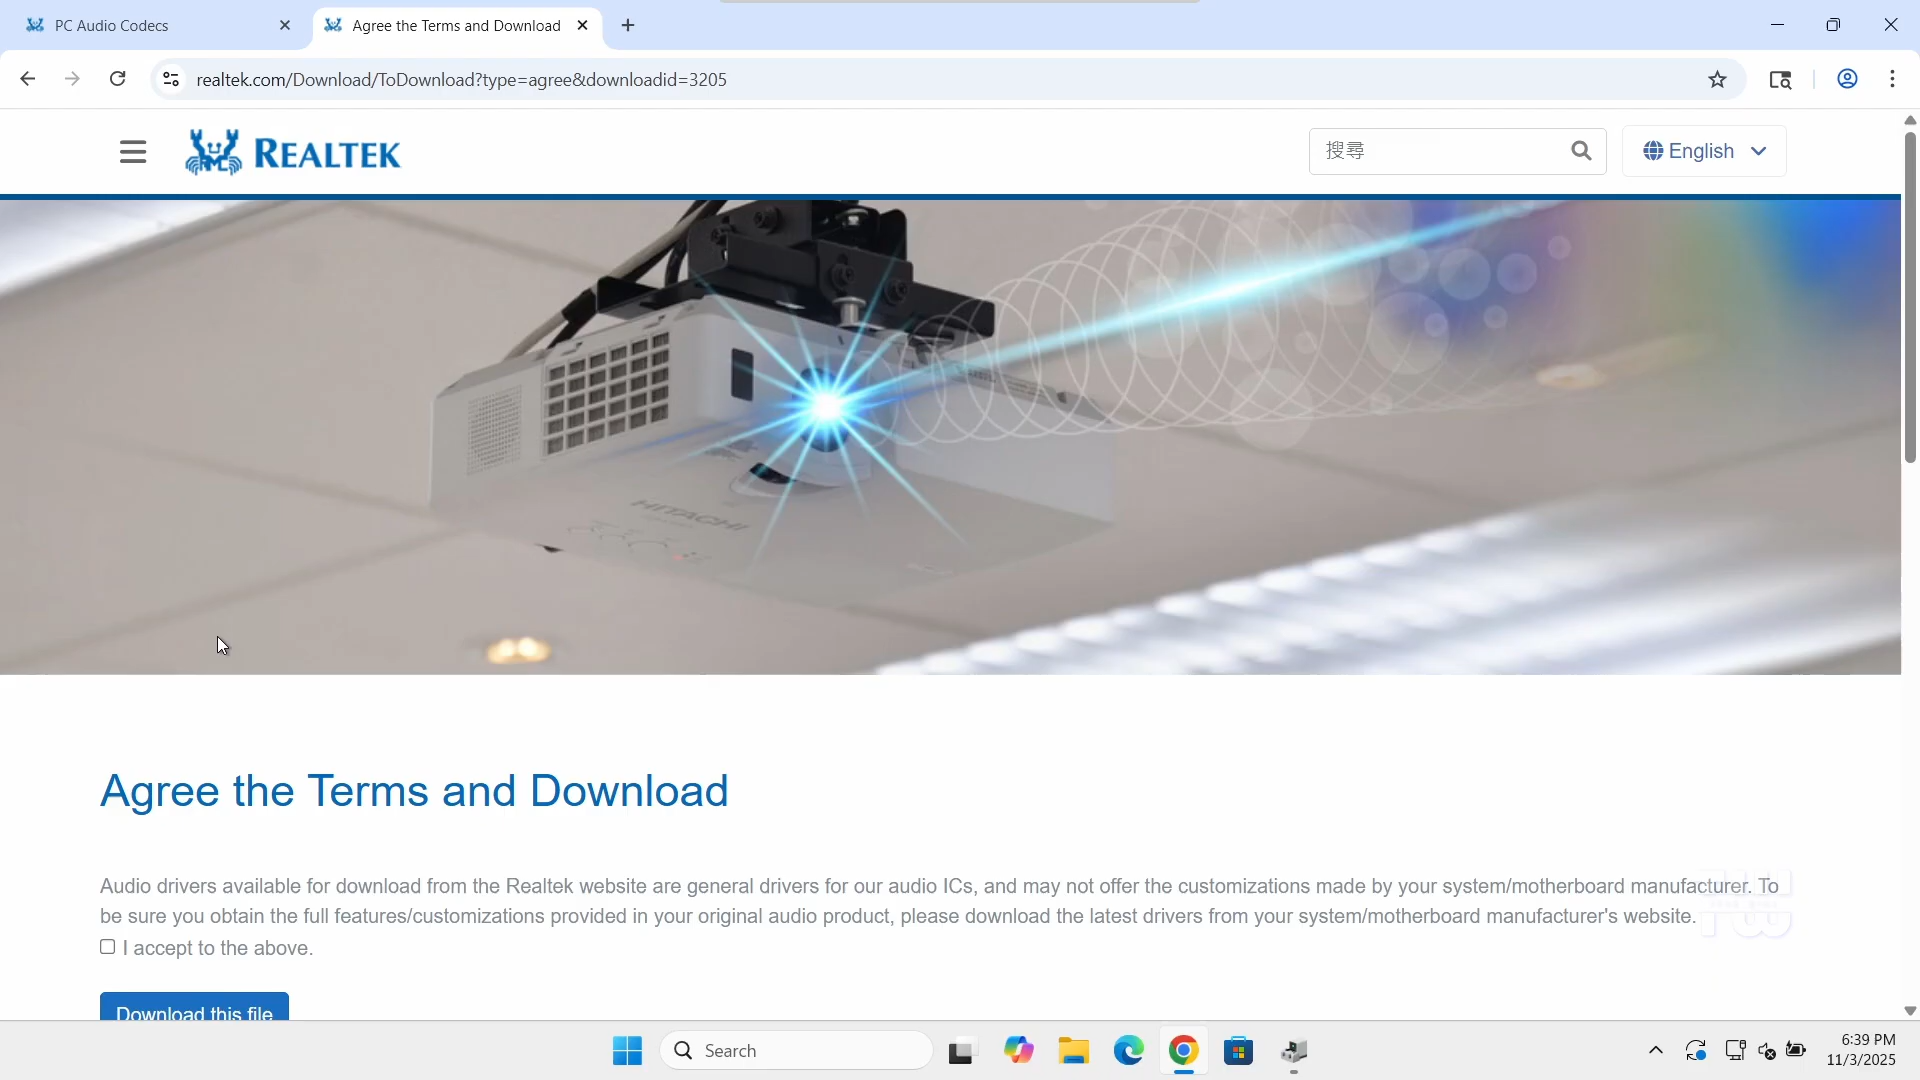 PC Audio Codecs
Agree the Terms and Download
realtek.com/Download/ToDownload?type=agree&downloadid=3205
REALTEK
搜尋
English
HITACHI
Agree the Terms and Download
Audio drivers available for download from the Realtek website are general drivers for our audio ICs, and may not offer the customizations made by your system/motherboard manufacturer. To
be sure you obtain the full features/customizations provided in your original audio product, please download the latest drivers from your system/motherboard manufacturer's website.
I accept to the above.
Download this file
Search
6:39 PM
11/3/2025